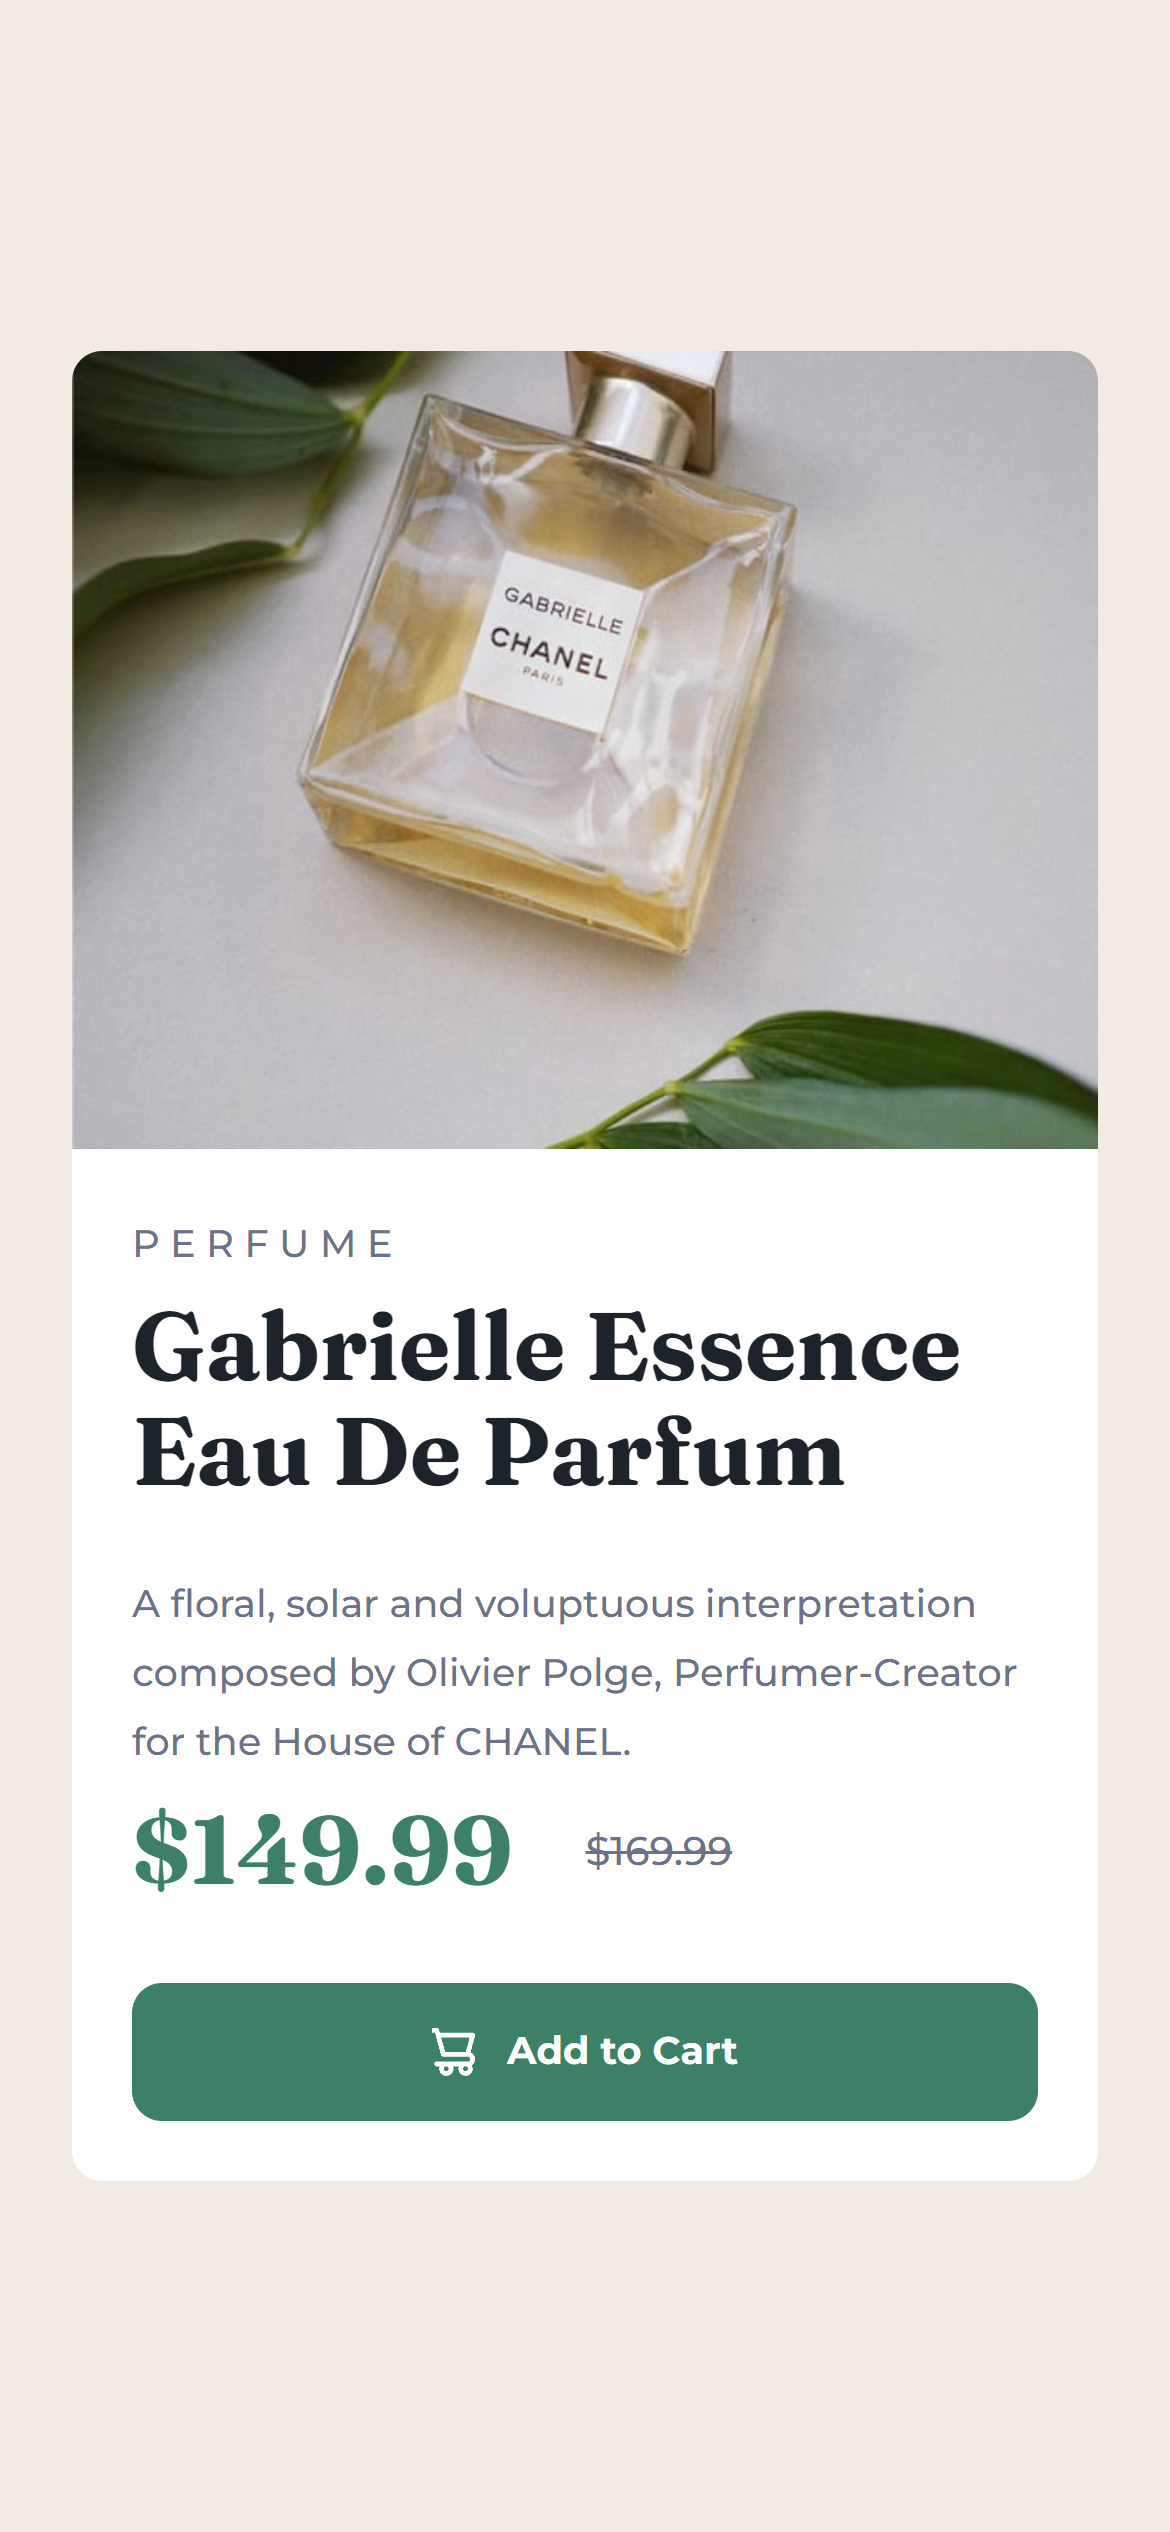 GABRIELLE
CHANEL
PARIS
PERFUME
Gabrielle Essence
Eau De Parfum
A floral, solar and voluptuous interpretation
composed by Olivier Polge, Perfumer-Creator
for the House of CHANEL.
$149.99 $169.99
Add to Cart